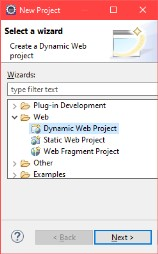 New Project
Select a wizard
Create a Dynamic Web project
Wizards:
type filter text
Plug-in Development
Web
Dynamic Web Project
Static Web Project
Web Fragment Project
Other
Examples
?
< Back
Next >